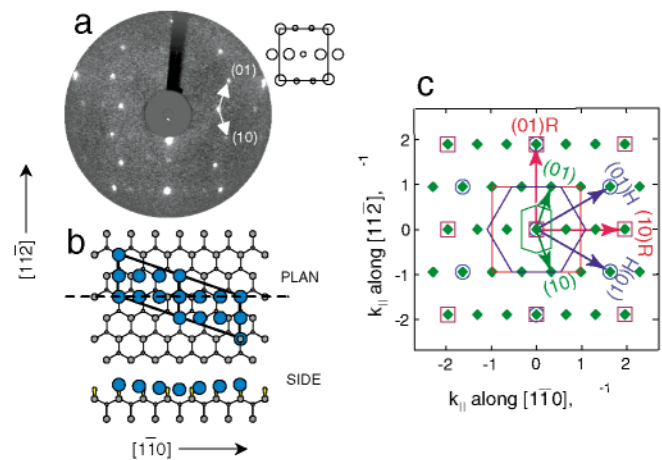 a
(01)
(10)
[112̄]
b
PLAN
SIDE
[11̄0]
c
(01)R
(01)
(01)H
(10)R
(10)H
(10)
k|| along [112̄], -1
2
1
0
-1
-2
-2 -1 0 1 2
k|| along [11̄0], -1